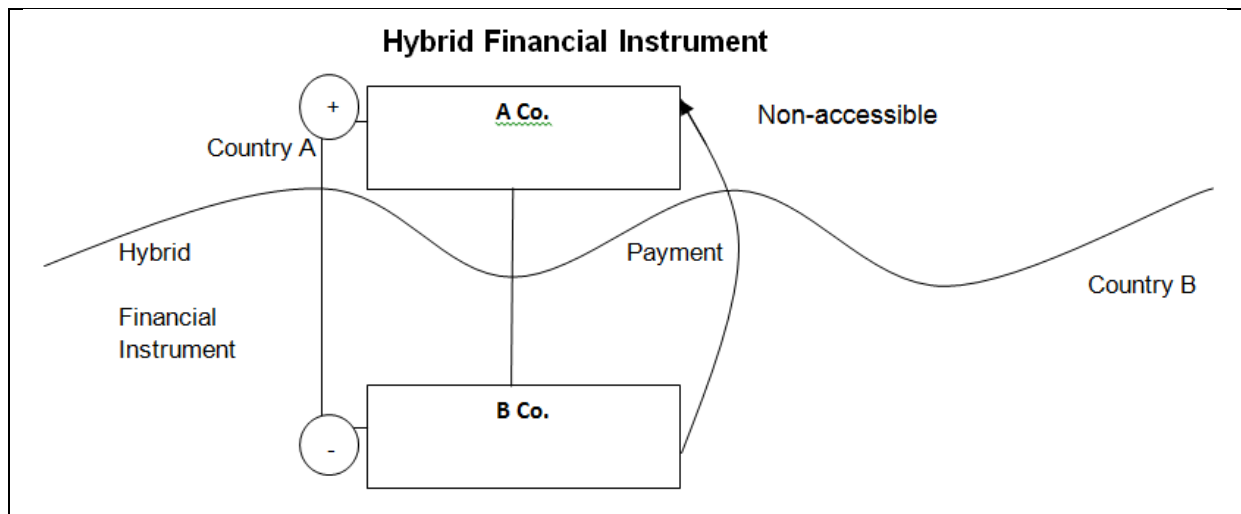 Hybrid Financial Instrument
+
A Co.
Non-accessible
Country A
Hybrid
Payment
Country B
Financial
Instrument
B Co.
-